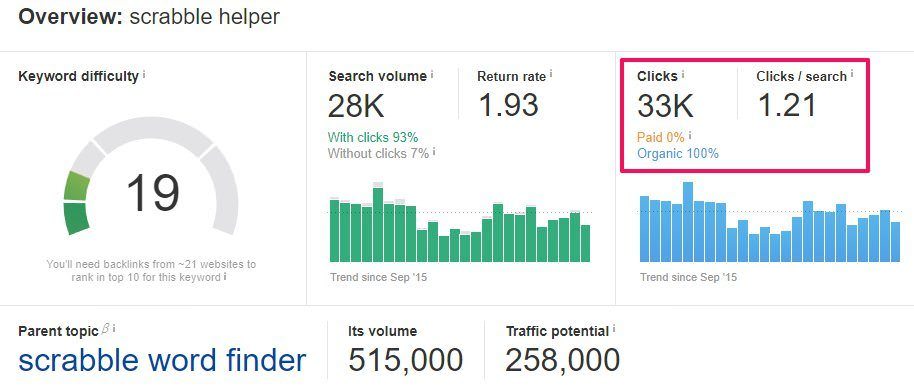 Overview: scrabble helper
Keyword difficulty i
19
You'll need backlinks from ~21 websites to
rank in top 10 for this keyword i
Search volume i
28K
With clicks 93%
Without clicks 7% i
Return rate i
1.93
Trend since Sep '15
Clicks i
33K
Paid 0% i
Organic 100%
Clicks / search i
1.21
Trend since Sep '15
Parent topic β i
scrabble word finder
Its volume
515,000
Traffic potential i
258,000